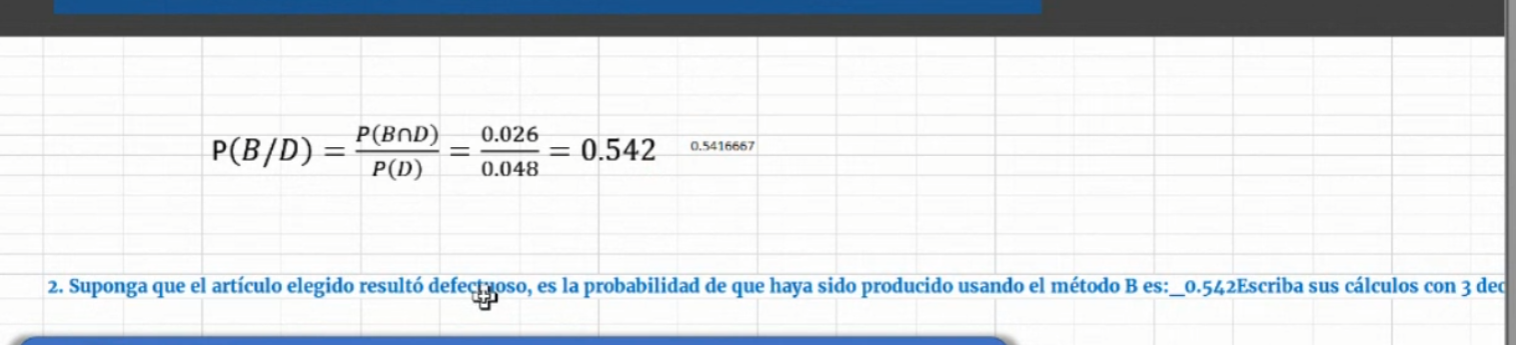 P(B/D) = P(B∩D)/P(D) = 0.026/0.048 = 0.542 0.5416667
2. Suponga que el artículo elegido resultó defectuoso, es la probabilidad de que haya sido producido usando el método B es:_0.542Escriba sus cálculos con 3 dec